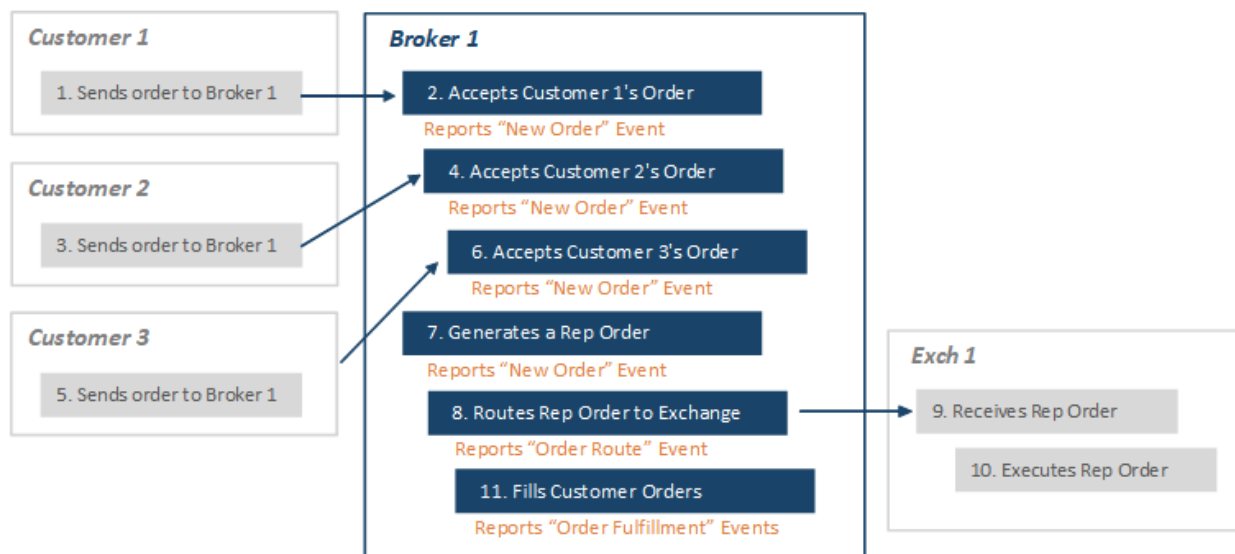 Customer 1
1. Sends order to Broker 1
Customer 2
3. Sends order to Broker 1
Customer 3
5. Sends order to Broker 1
Broker 1
2. Accepts Customer 1's Order
Reports “New Order” Event
4. Accepts Customer 2's Order
Reports “New Order” Event
6. Accepts Customer 3's Order
Reports “New Order” Event
7. Generates a Rep Order
Reports “New Order” Event
8. Routes Rep Order to Exchange
Reports “Order Route” Event
11. Fills Customer Orders
Reports “Order Fulfillment” Events
Exch 1
9. Receives Rep Order
10. Executes Rep Order